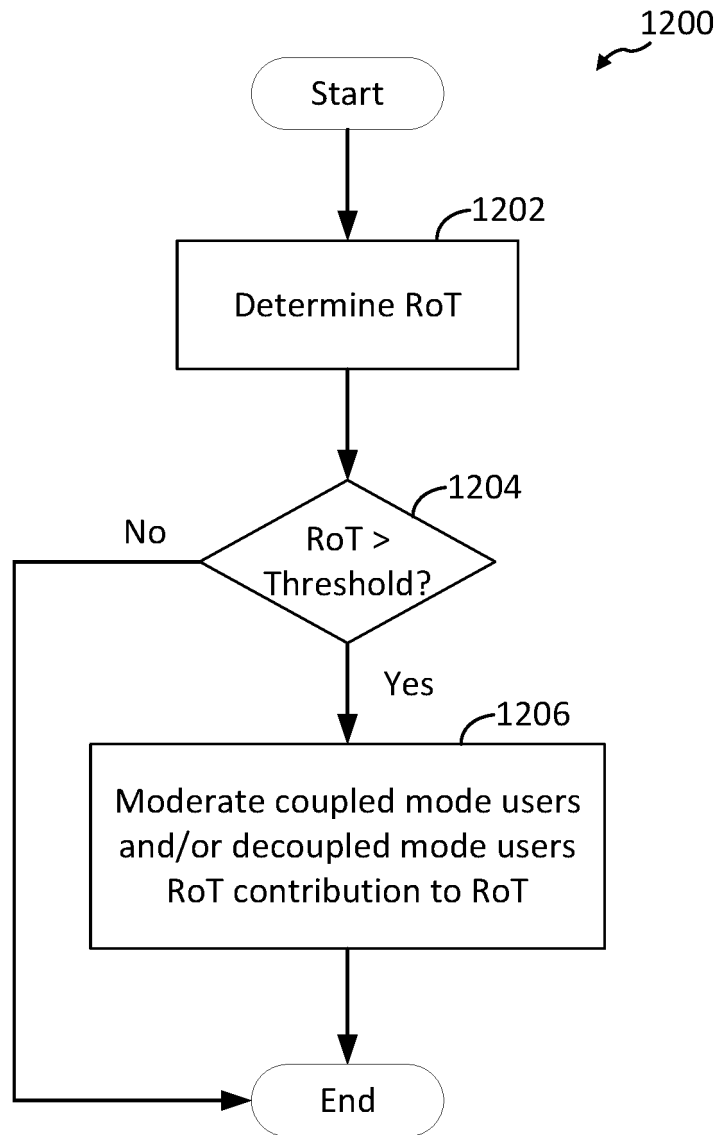 1200
Start
1202
Determine RoT
1204
No
RoT >
Threshold?
Yes
1206
Moderate coupled mode users
and/or decoupled mode users
RoT contribution to RoT
End